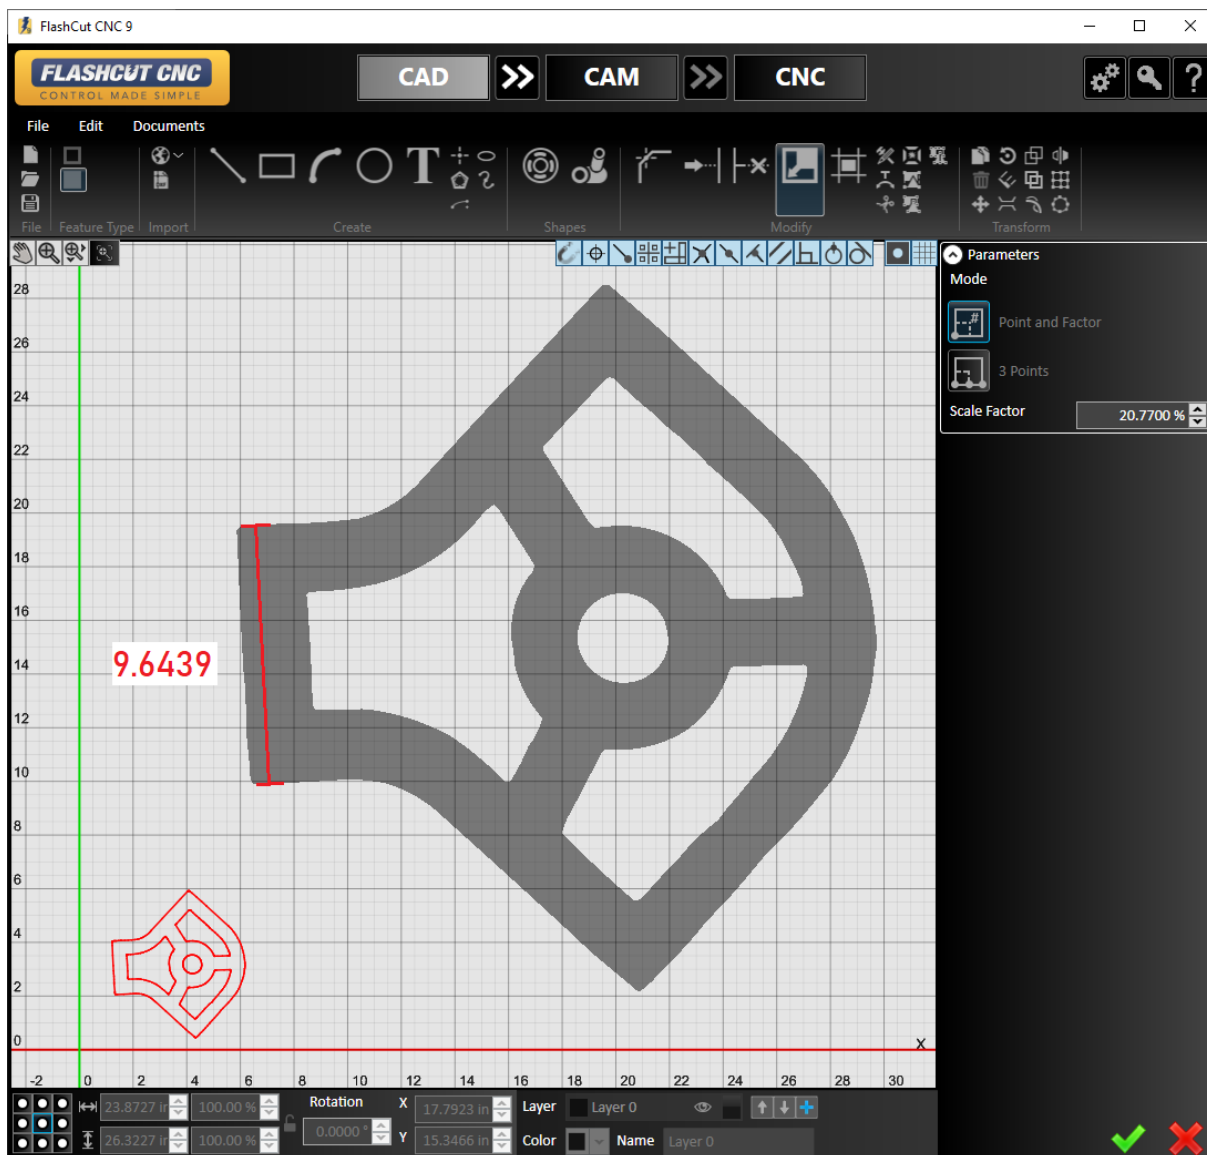 FlashCut CNC 9
FLASHCUT CNC
CONTROL MADE SIMPLE
CAD
CAM
CNC
?
File Edit Documents
File Feature Type Import Create Shapes Modify Transform
Parameters
Mode
Point and Factor
3 Points
Scale Factor 20.7700 %
28
26
24
22
20
18
16
14
12
10
8
6
4
2
0
9.6439
X
-2 0 2 4 6 8 10 12 14 16 18 20 22 24 26 28 30
23.8727 in 100.00 % Rotation X 17.7923 in Layer Layer 0
26.3227 in 100.00 % 0.0000 ° Y 15.3466 in Color Name Layer 0